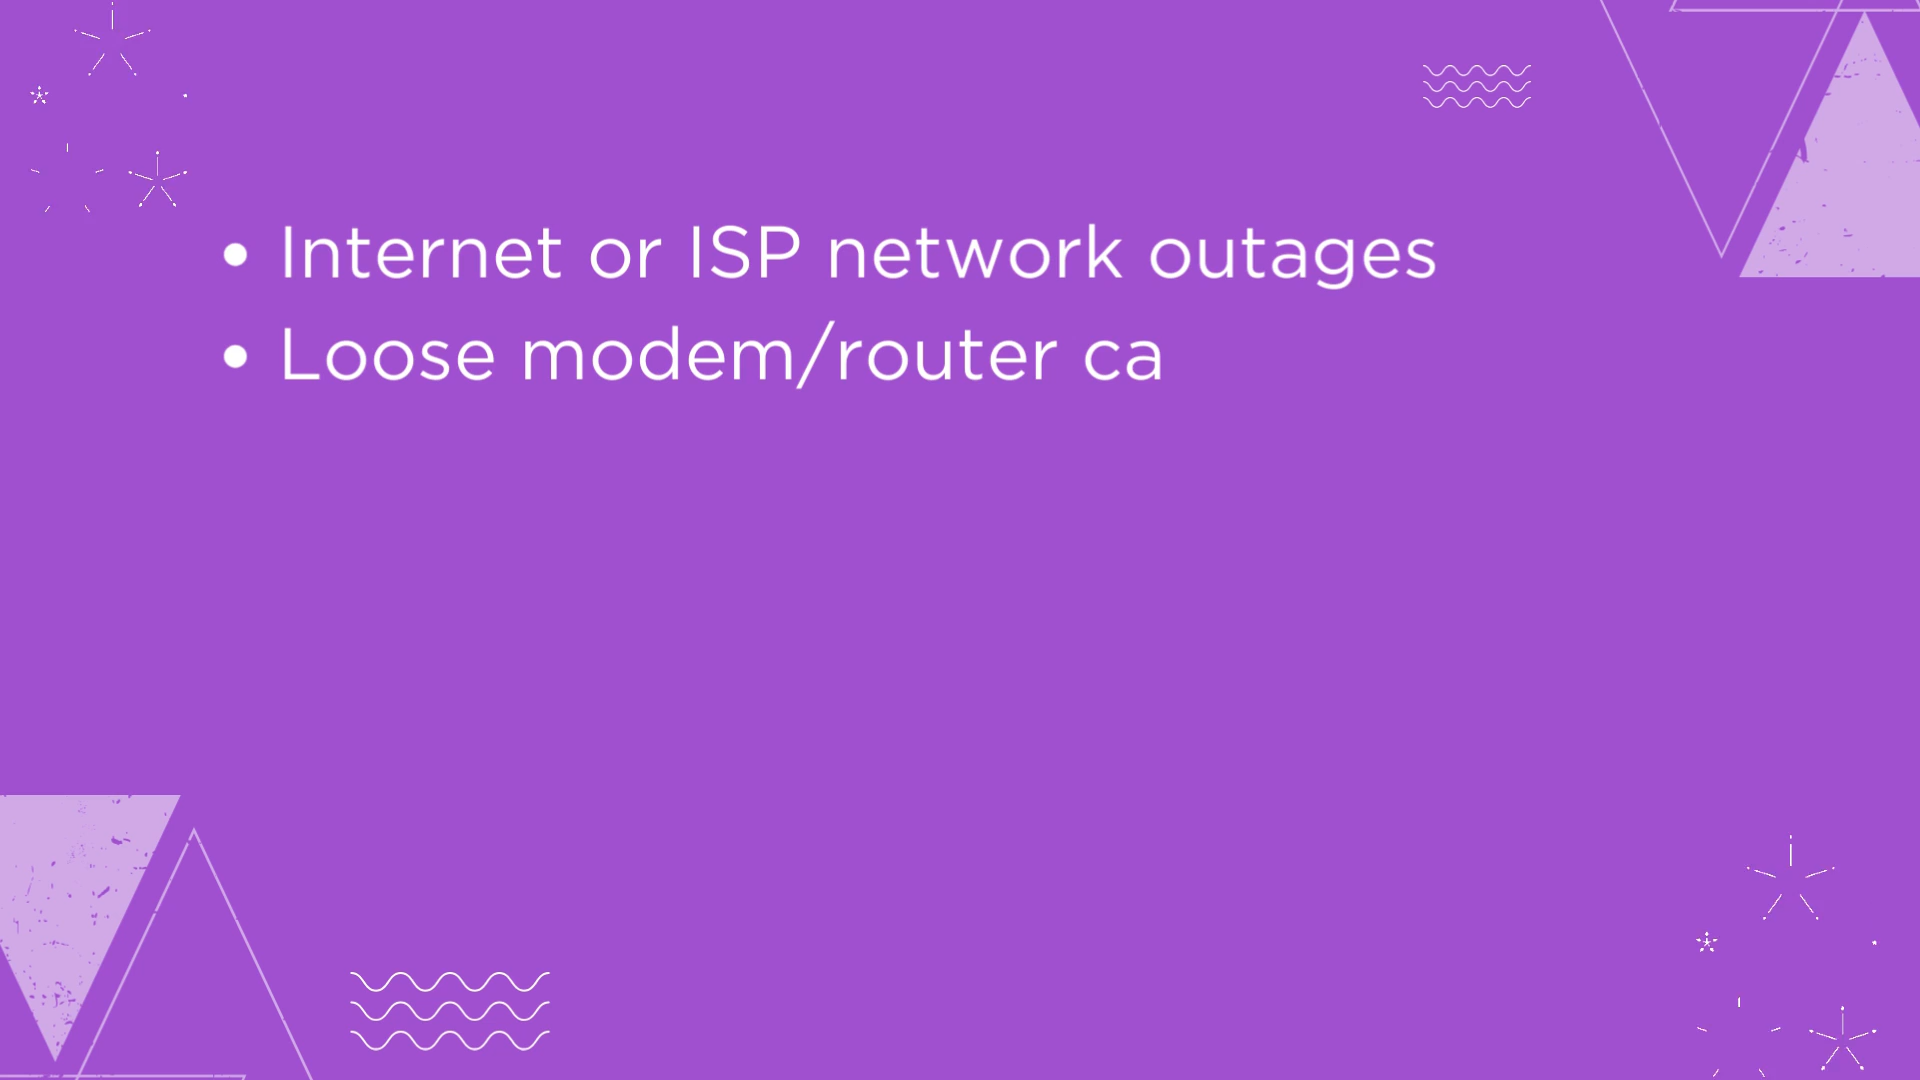 • Internet or ISP network outages
• Loose modem/router ca